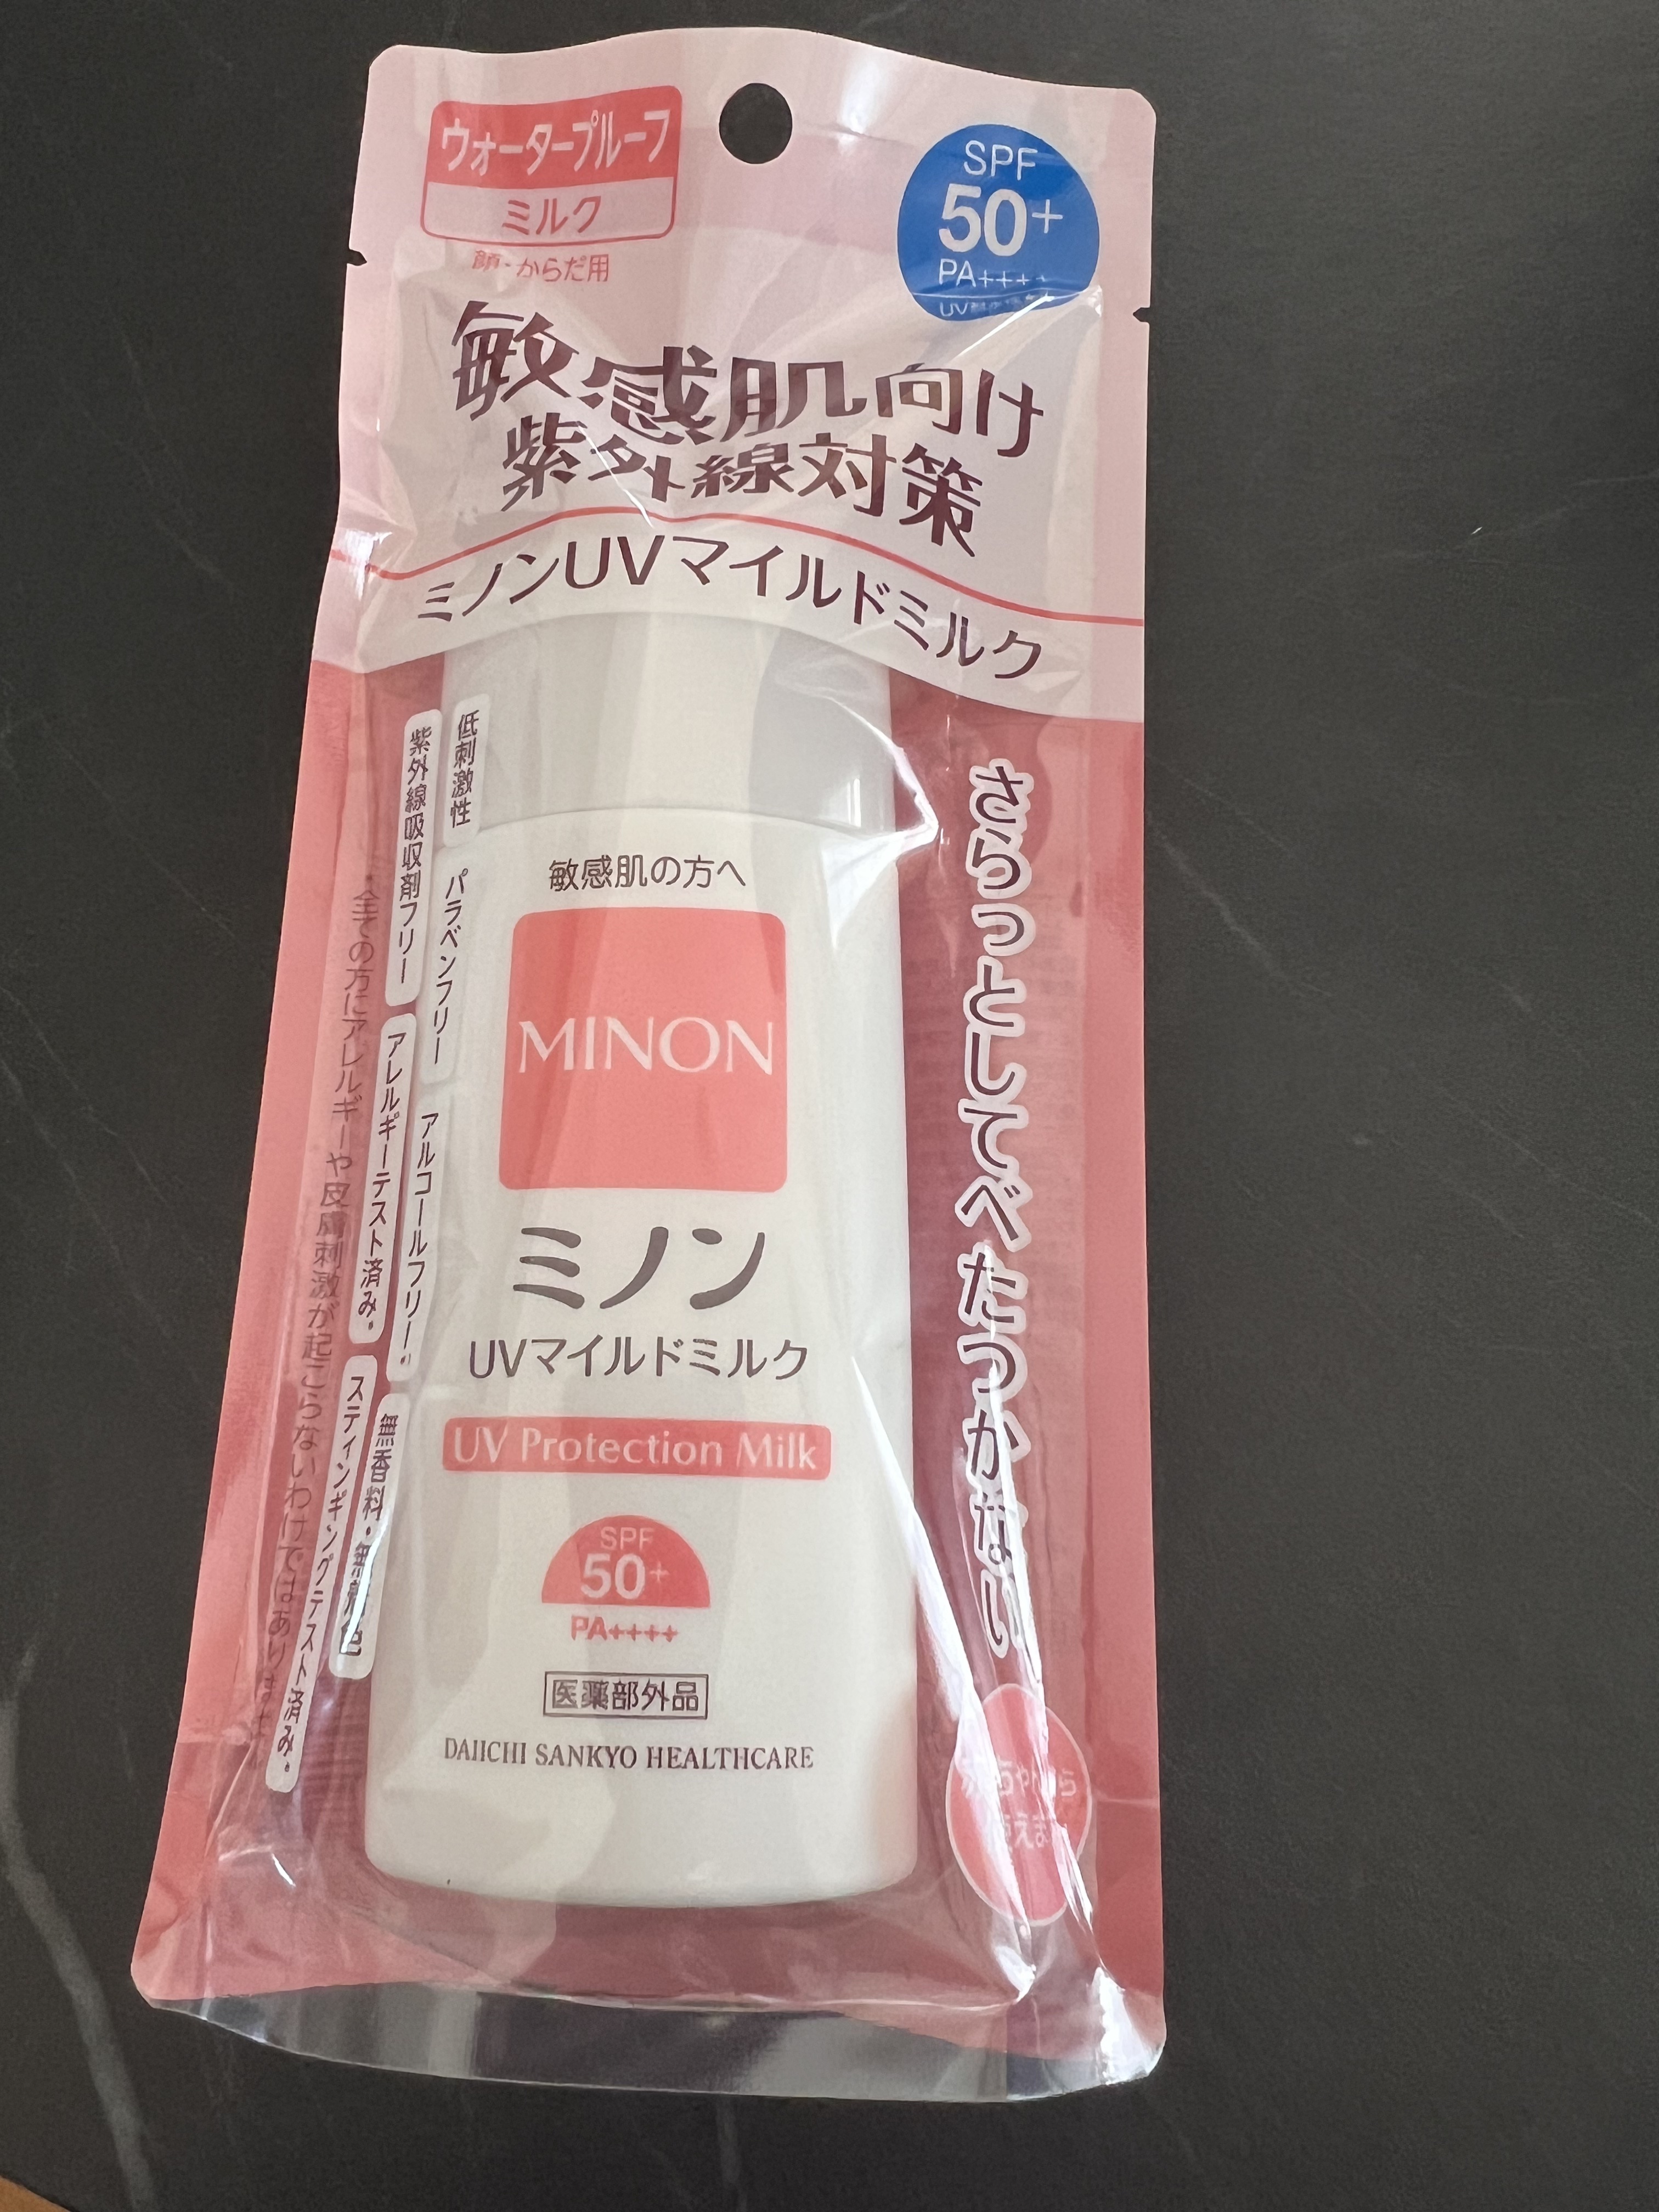 ウォータープルーフ
ミルク
顔・からだ用
SPF
50+
PA++++
敏感肌向け
紫外線対策
ミノンUVマイルドミルク
さらっとしてべたつかない
低刺激性
パラベンフリー
アルコールフリー*
無香料・無着色
紫外線吸収剤フリー
アレルギーテスト済み*
スティンギングテスト済み*
*全ての方にアレルギーや皮膚刺激が起こらないわけではありません
敏感肌の方へ
MINON
ミノン
UVマイルドミルク
UV Protection Milk
SPF
50+
PA++++
医薬部外品
DAIICHI SANKYO HEALTHCARE